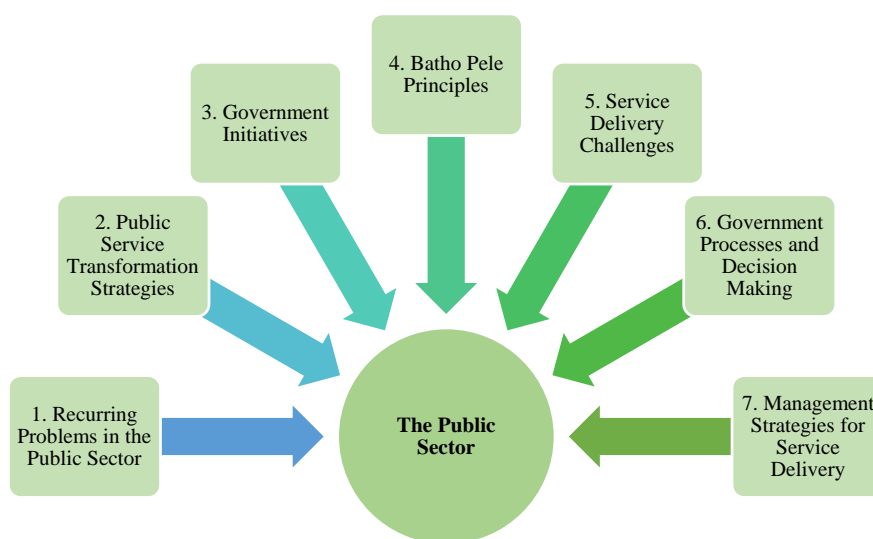 1. Recurring
Problems in the
Public Sector
2. Public
Service
Transformation
Strategies
3. Government
Initiatives
4. Batho Pele
Principles
5. Service
Delivery
Challenges
6. Government
Processes and
Decision
Making
7. Management
Strategies for
Service
Delivery
The Public
Sector